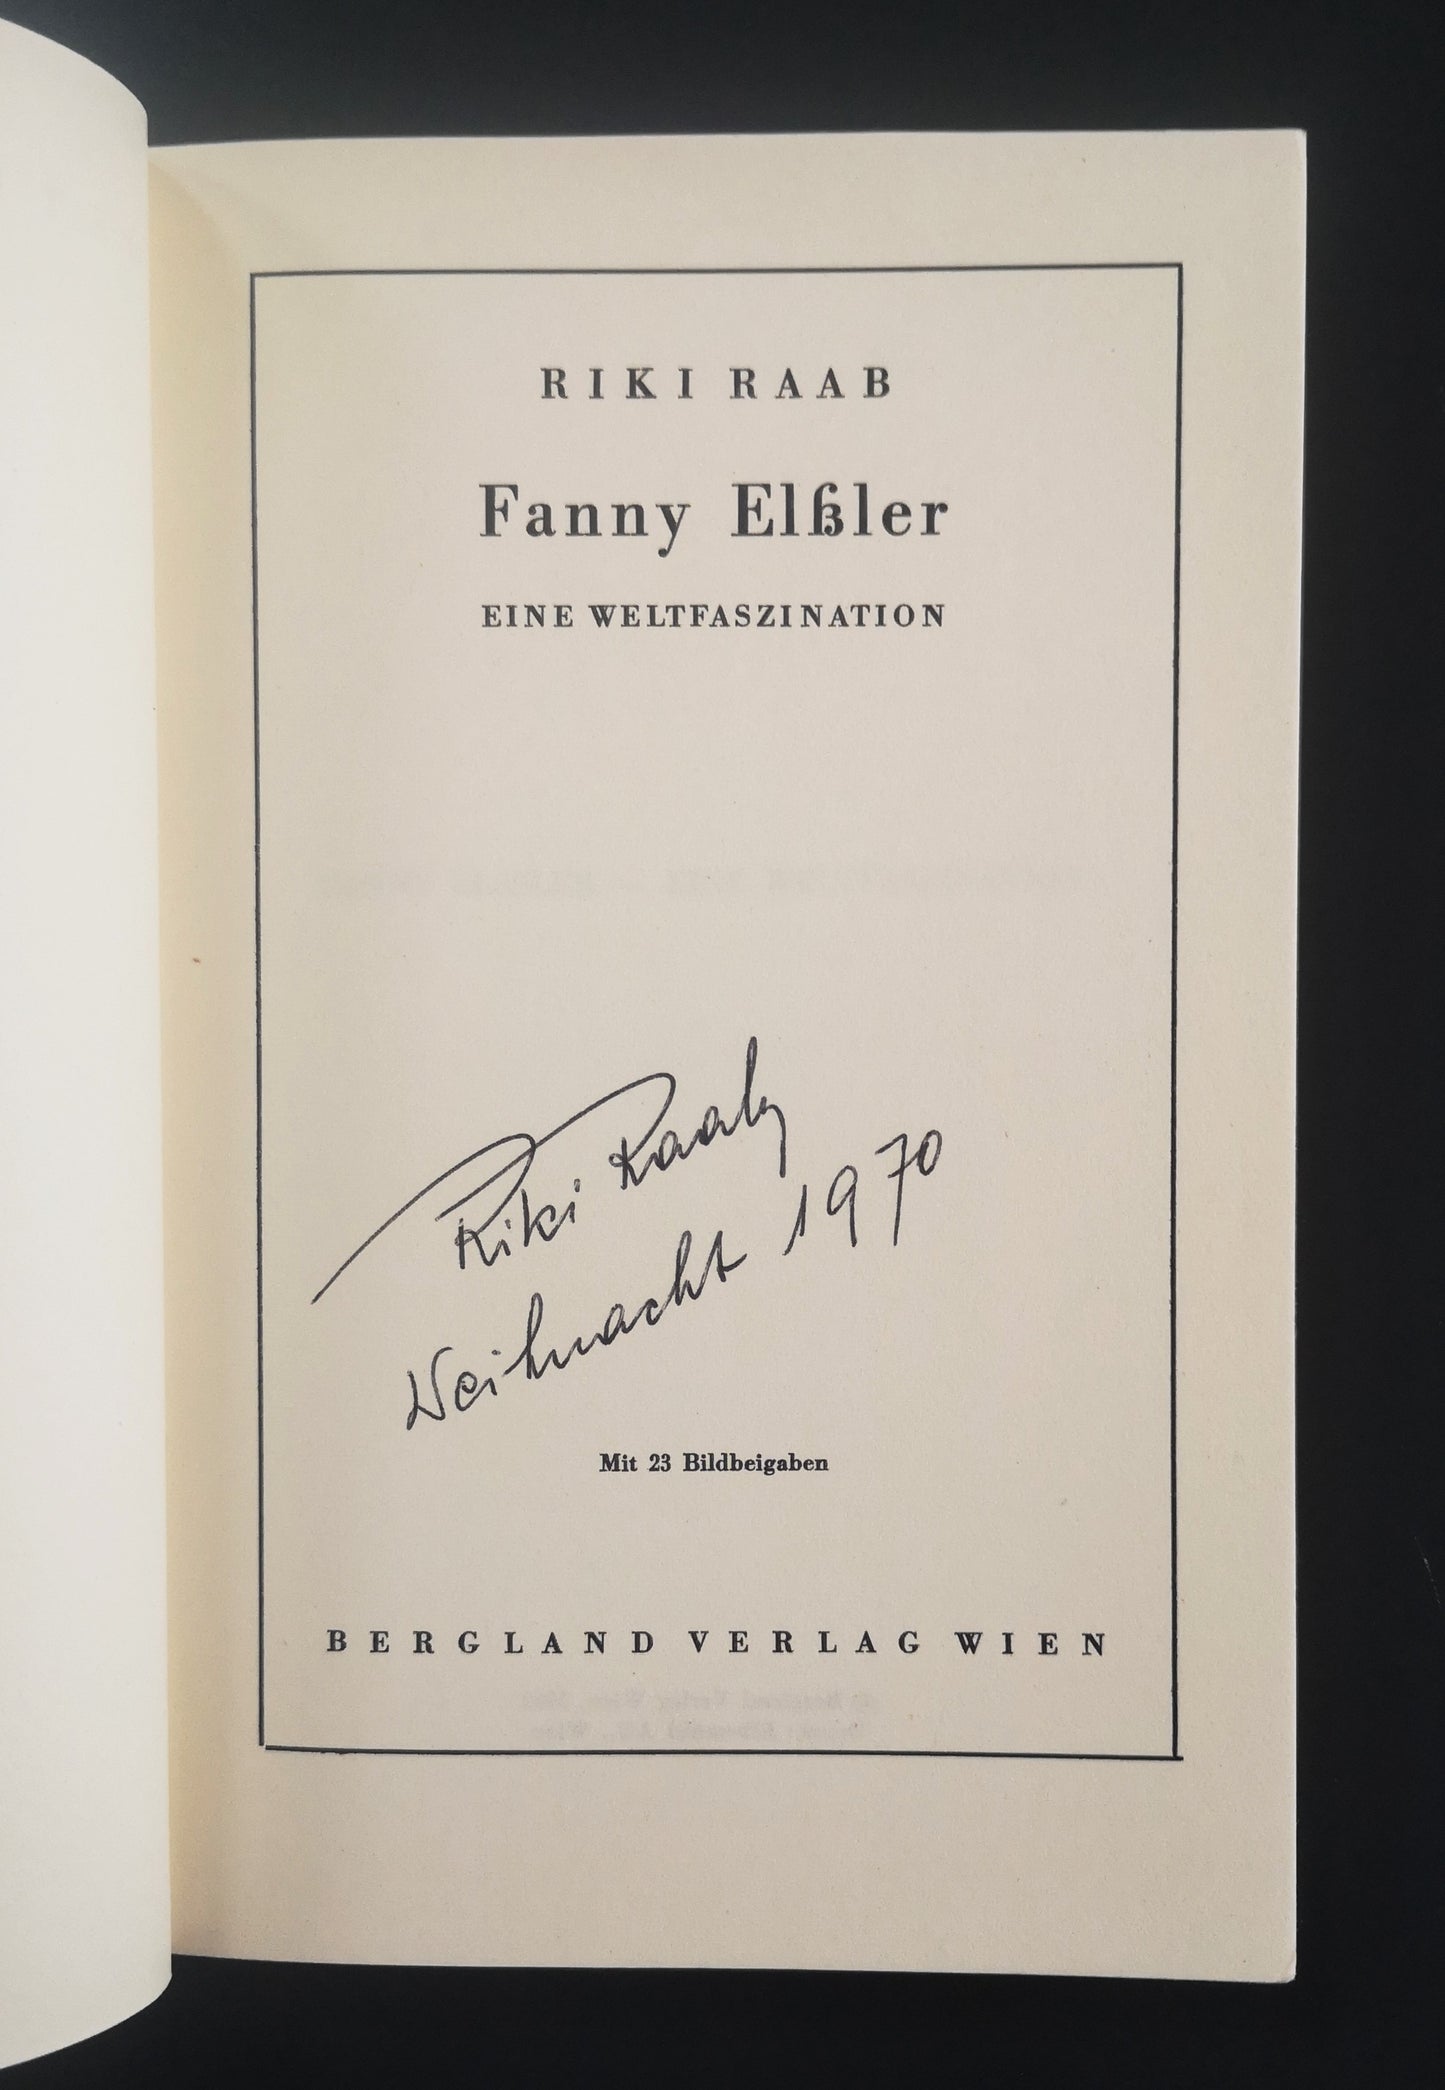 RIKI RAAB
Fanny Elßler
EINE WELTFASZINATION
Riki Raab
Weihnacht 1970
Mit 23 Bildbeigaben
BERGLAND VERLAG WIEN